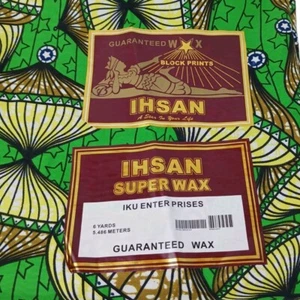 GUARANTEED WAX
BLOCK PRINTS
IHSAN
A Star In Your Life
IHSAN
SUPER WAX
IKU ENTERPRISES
6 YARDS
5.486 METERS
GUARANTEED WAX